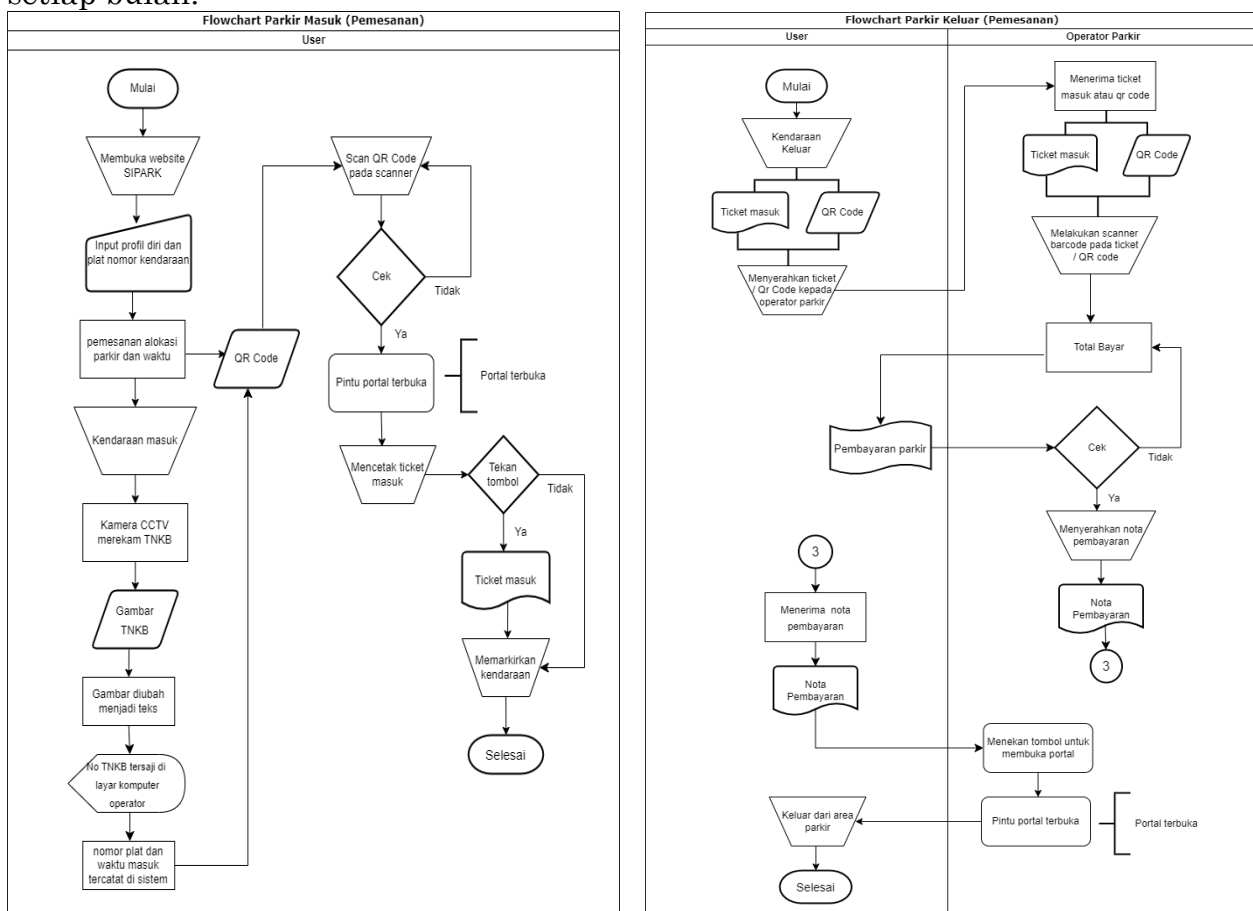 setiap bulan.
Flowchart Parkir Masuk (Pemesanan)
User
Mulai
Membuka website
SIPARK
Input profil diri dan
plat nomor kendaraan
pemesanan alokasi
parkir dan waktu
QR Code
Kendaraan masuk
Kamera CCTV
merekam TNKB
Gambar
TNKB
Gambar diubah
menjadi teks
No TNKB tersaji di
layar komputer
operator
nomor plat dan
waktu masuk
tercatat di sistem
Scan QR Code
pada scanner
Cek
Tidak
Ya
Pintu portal terbuka
Portal terbuka
Mencetak ticket
masuk
Tekan
tombol
Tidak
Ya
Ticket masuk
Memarkirkan
kendaraan
Selesai
Flowchart Parkir Keluar (Pemesanan)
User
Operator Parkir
Mulai
Kendaraan
Keluar
Ticket masuk
QR Code
Menyerahkan ticket
/ Qr Code kepada
operator parkir
Menerima ticket
masuk atau qr code
Ticket masuk
QR Code
Melakukan scanner
barcode pada ticket
/ QR code
Total Bayar
Pembayaran parkir
Cek
Tidak
Ya
Menyerahkan nota
pembayaran
Nota
Pembayaran
3
3
Menerima nota
pembayaran
Nota
Pembayaran
Menekan tombol untuk
membuka portal
Pintu portal terbuka
Portal terbuka
Keluar dari area
parkir
Selesai